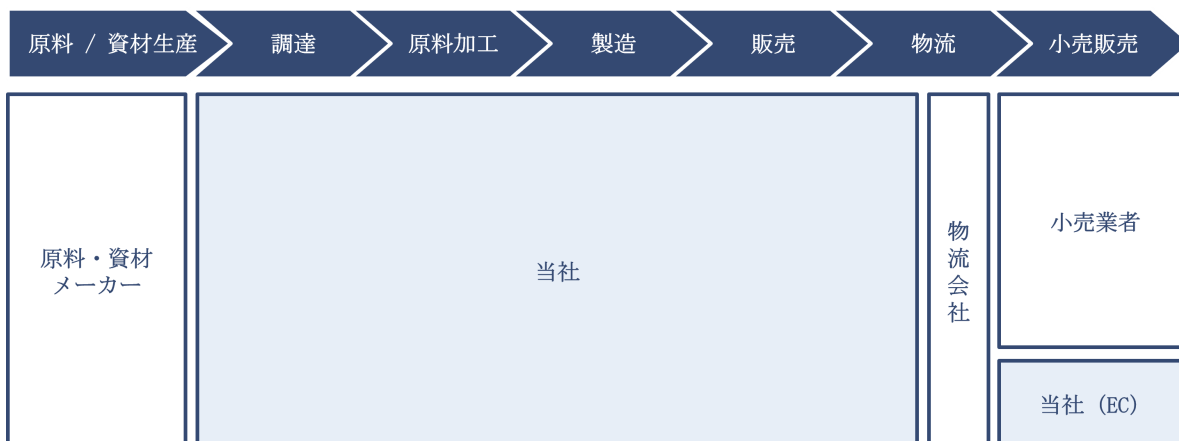 原料 / 資材生産
調達
原料加工
製造
販売
物流
小売販売
原料・資材
メーカー
当社
物流会社
小売業者
当社 (EC)